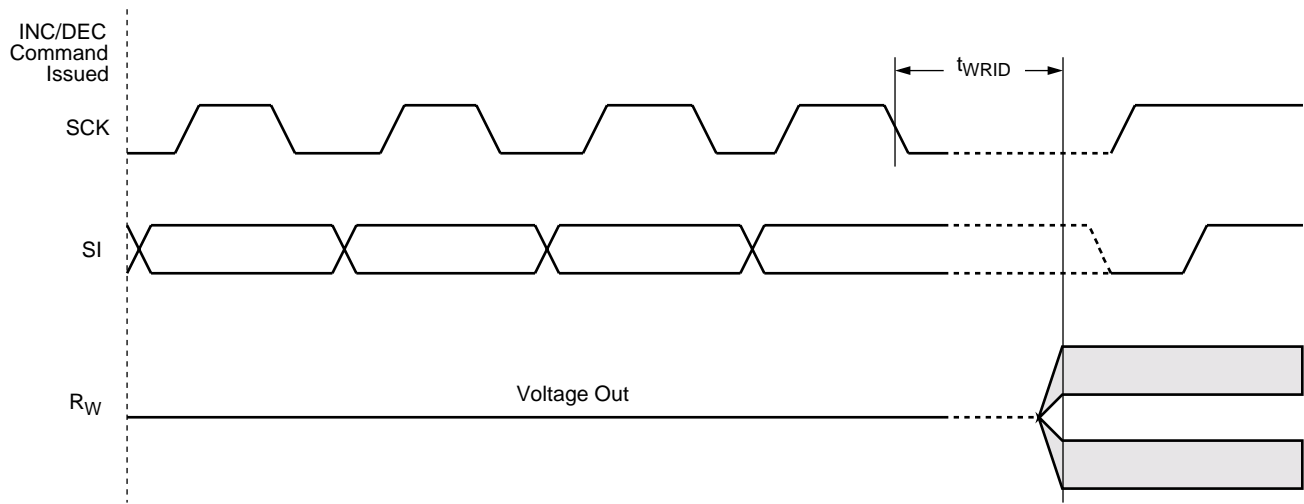 INC/DEC
Command
Issued
tWRID
SCK
SI
Voltage Out
RW